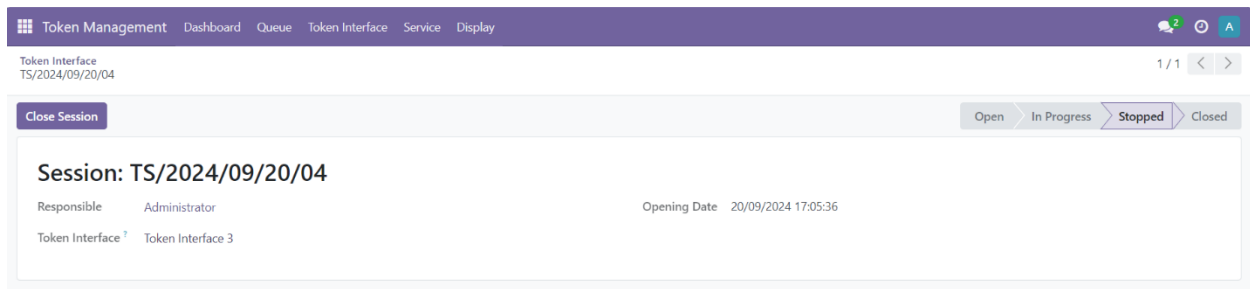 Token Management Dashboard Queue Token Interface Service Display 2 A
Token Interface
TS/2024/09/20/04
1 / 1
Close Session
Open In Progress Stopped Closed
Session: TS/2024/09/20/04
Responsible Administrator Opening Date 20/09/2024 17:05:36
Token Interface ? Token Interface 3